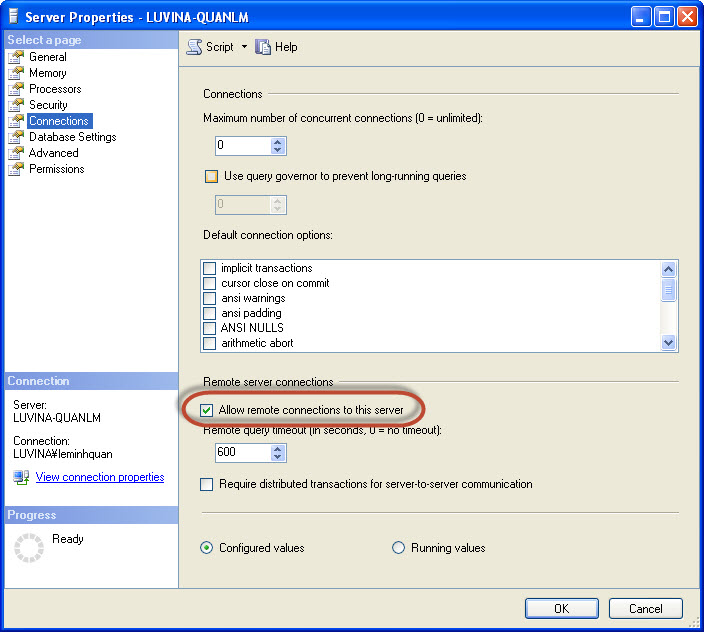 Server Properties - LUVINA-QUANLM
Select a page
General
Memory
Processors
Security
Connections
Database Settings
Advanced
Permissions
Connection
Server:
LUVINA-QUANLM
Connection:
LUVINA¥leminhquan
View connection properties
Progress
Ready
Script Help
Connections
Maximum number of concurrent connections (0 = unlimited):
0
Use query governor to prevent long-running queries
0
Default connection options:
implicit transactions
cursor close on commit
ansi warnings
ansi padding
ANSI NULLS
arithmetic abort
Remote server connections
Allow remote connections to this server
Remote query timeout (in seconds, 0 = no timeout):
600
Require distributed transactions for server-to-server communication
Configured values Running values
OK Cancel